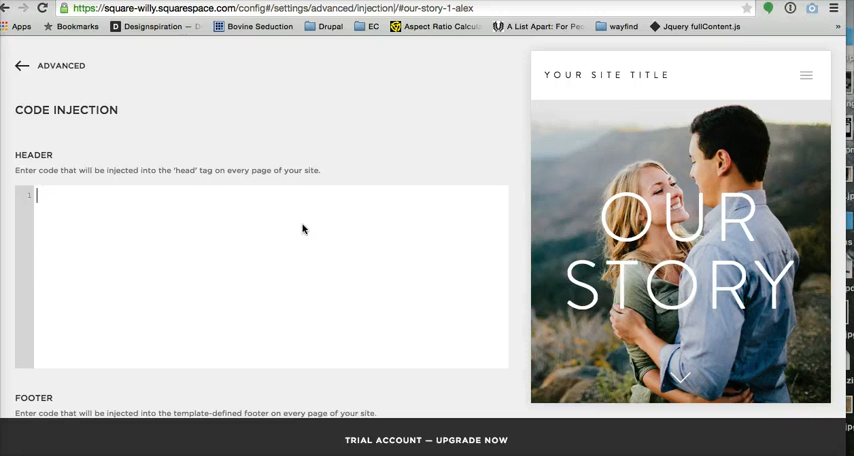 https://square-willy.squarespace.com/config#/settings/advanced/injection|/#our-story-1-alex
Apps Bookmarks Designspiration — D Bovine Seduction Drupal EC Aspect Ratio Calcula A List Apart: For Peo wayfind Jquery fullContent.js »
ADVANCED
CODE INJECTION
HEADER
Enter code that will be injected into the 'head' tag on every page of your site.
1
FOOTER
Enter code that will be injected into the template-defined footer on every page of your site.
YOUR SITE TITLE
OUR
STORY
TRIAL ACCOUNT — UPGRADE NOW